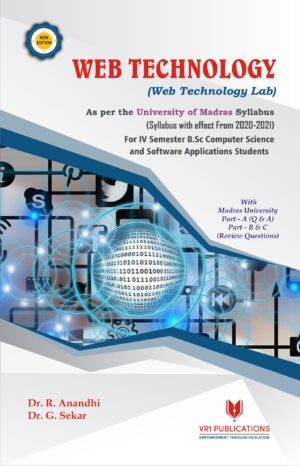 NEW
EDITION
WEB TECHNOLOGY
(Web Technology Lab)
As per the University of Madras Syllabus
(Syllabus with effect From 2020-2021)
For IV Semester B.Sc Computer Science
and Software Applications Students
With
Madras University
Part - A (Q & A)
Part - B & C
(Review Questions)
Dr. R. Anandhi
Dr. G. Sekar
VRI PUBLICATIONS
EMPOWERMENT THROUGH EDUCATION